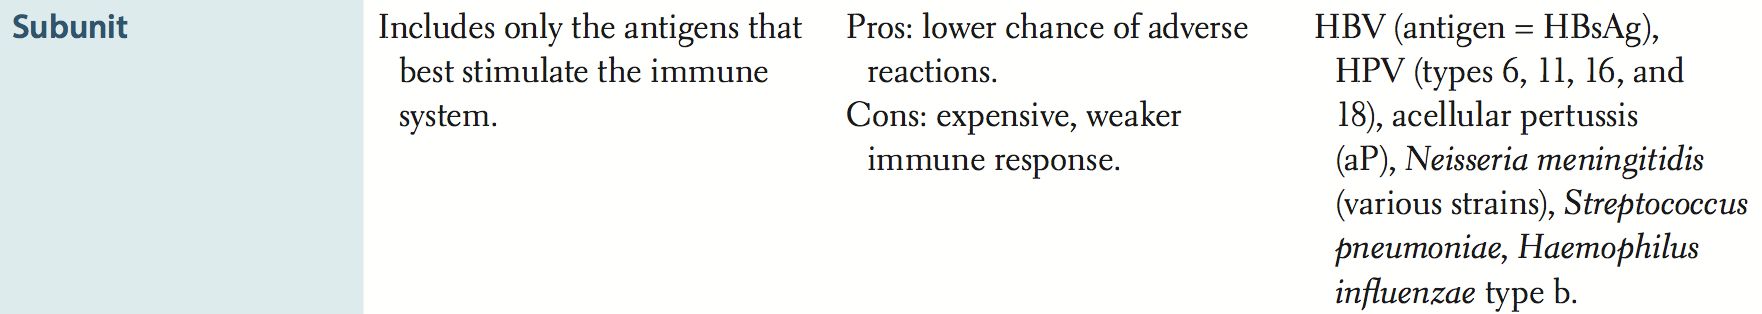 Subunit
Includes only the antigens that
best stimulate the immune
system.
Pros: lower chance of adverse
reactions.
Cons: expensive, weaker
immune response.
HBV (antigen = HBsAg),
HPV (types 6, 11, 16, and
18), acellular pertussis
(aP), Neisseria meningitidis
(various strains), Streptococcus
pneumoniae, Haemophilus
influenzae type b.